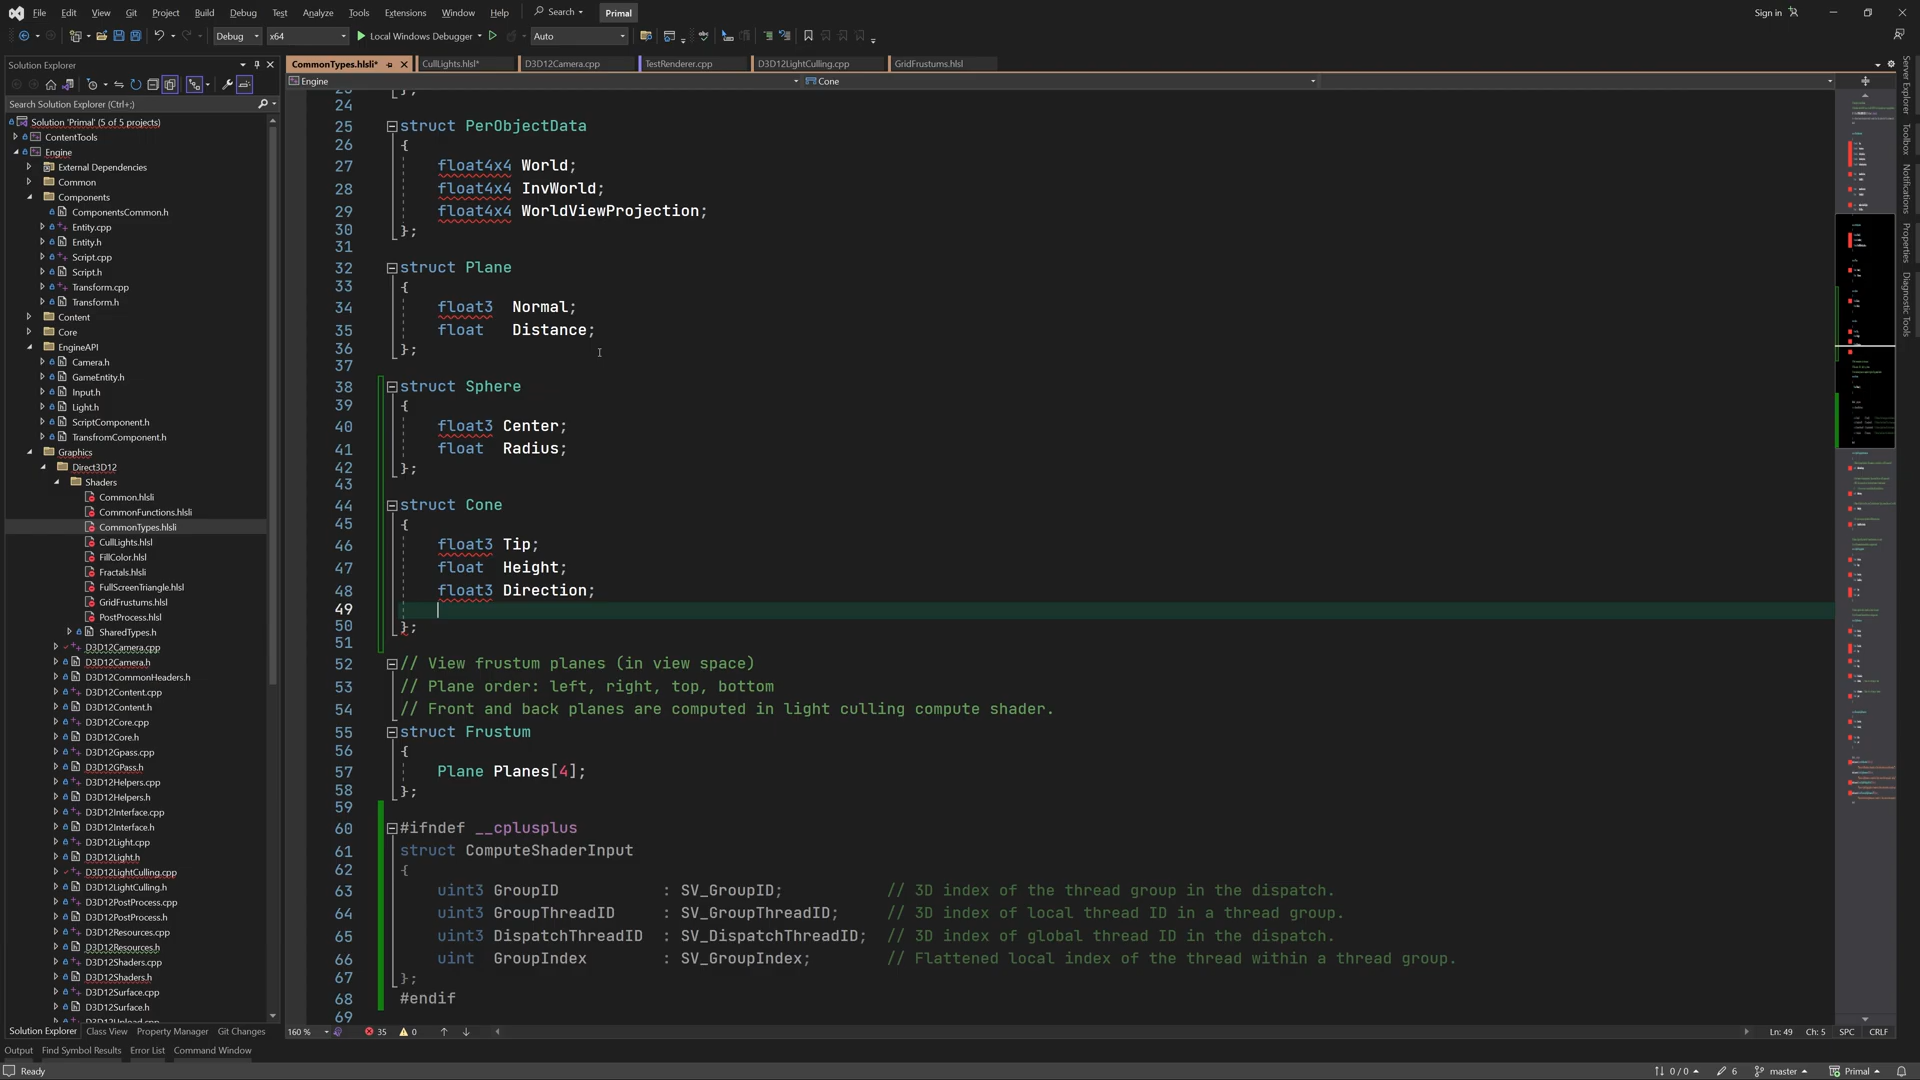 File Edit View Git Project Build Debug Test Analyze Tools Extensions Window Help Search Primal Sign in
Debug x64 Local Windows Debugger Auto
Solution Explorer
Search Solution Explorer (Ctrl+;)
Solution 'Primal' (5 of 5 projects)
ContentTools
Engine
External Dependencies
Common
Components
ComponentsCommon.h
Entity.cpp
Entity.h
Script.cpp
Script.h
Transform.cpp
Transform.h
Content
Core
EngineAPI
Camera.h
GameEntity.h
Input.h
Light.h
ScriptComponent.h
TransfromComponent.h
Graphics
Direct3D12
Shaders
Common.hlsli
CommonFunctions.hlsli
CommonTypes.hlsli
CullLights.hlsl
FillColor.hlsl
Fractals.hlsli
FullScreenTriangle.hlsl
GridFrustums.hlsl
PostProcess.hlsl
SharedTypes.h
D3D12Camera.cpp
D3D12Camera.h
D3D12CommonHeaders.h
D3D12Content.cpp
D3D12Content.h
D3D12Core.cpp
D3D12Core.h
D3D12Gpass.cpp
D3D12GPass.h
D3D12Helpers.cpp
D3D12Helpers.h
D3D12Interface.cpp
D3D12Interface.h
D3D12Light.cpp
D3D12Light.h
D3D12LightCulling.cpp
D3D12LightCulling.h
D3D12PostProcess.cpp
D3D12PostProcess.h
D3D12Resources.cpp
D3D12Resources.h
D3D12Shaders.cpp
D3D12Shaders.h
D3D12Surface.cpp
D3D12Surface.h
D3D12Upload.cpp
Solution Explorer Class View Property Manager Git Changes
CommonTypes.hlsli* CullLights.hlsl* D3D12Camera.cpp TestRenderer.cpp D3D12LightCulling.cpp GridFrustums.hlsl
Engine Cone
23 };
24
25 struct PerObjectData
26 {
27 float4x4 World;
28 float4x4 InvWorld;
29 float4x4 WorldViewProjection;
30 };
31
32 struct Plane
33 {
34 float3 Normal;
35 float Distance;
36 };
37
38 struct Sphere
39 {
40 float3 Center;
41 float Radius;
42 };
43
44 struct Cone
45 {
46 float3 Tip;
47 float Height;
48 float3 Direction;
49
50 };
51
52 // View frustum planes (in view space)
53 // Plane order: left, right, top, bottom
54 // Front and back planes are computed in light culling compute shader.
55 struct Frustum
56 {
57 Plane Planes[4];
58 };
59
60 #ifndef __cplusplus
61 struct ComputeShaderInput
62 {
63 uint3 GroupID : SV_GroupID; // 3D index of the thread group in the dispatch.
64 uint3 GroupThreadID : SV_GroupThreadID; // 3D index of local thread ID in a thread group.
65 uint3 DispatchThreadID : SV_DispatchThreadID; // 3D index of global thread ID in the dispatch.
66 uint GroupIndex : SV_GroupIndex; // Flattened local index of the thread within a thread group.
67 };
68 #endif
69
160 % 35 0 Ln: 49 Ch: 5 SPC CRLF
Server Explorer
Toolbox
Notifications
Properties
Diagnostic Tools
Output Find Symbol Results Error List Command Window
Ready 0 / 0 6 master Primal